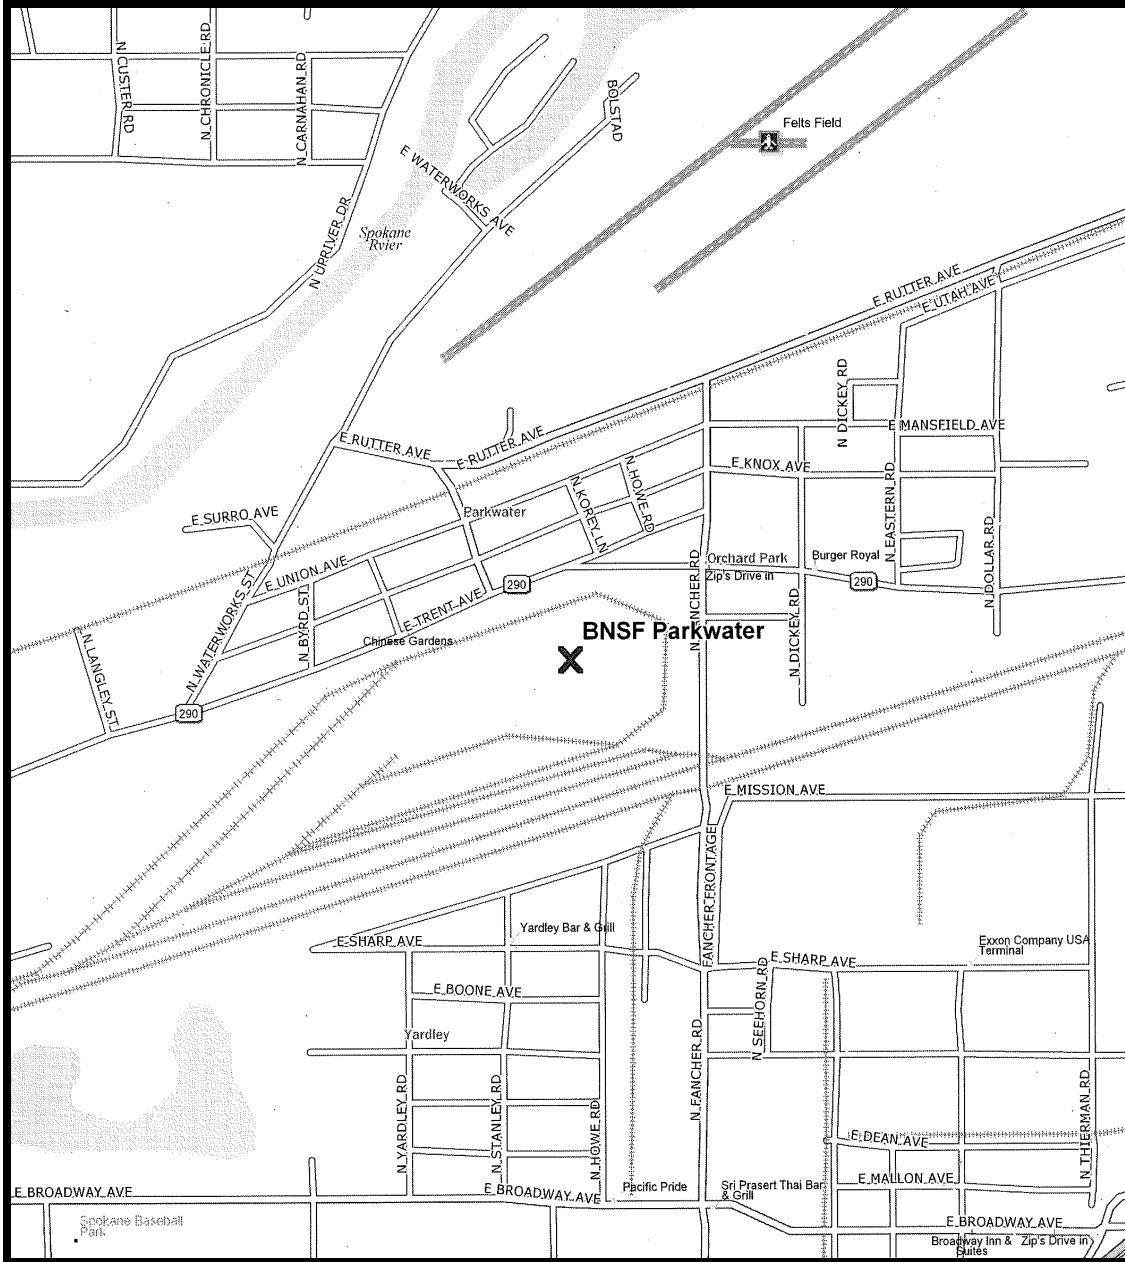 N CUSTER RD
N CHRONICLE RD
N CARNAHAN RD
BOLSTAD
Felts Field
E WATERWORKS AVE
N UPRIVER DR
Spokane
Rvier
E RUTTER AVE
E UTAH AVE
N DICKEY RD
E MANSFIELD AVE
E RUTTER AVE
E RUTTER AVE
E KNOX AVE
N HOWE RD
N KOREY LN
N EASTERN RD
E SURRO AVE
Parkwater
N DOLLAR RD
Orchard Park
Burger Royal
Zip's Drive in
E UNION AVE
290
290
N WATERWORKS ST
N BYRD ST
E TRENT AVE
N FANCHER RD
N DICKEY RD
Chinese Gardens
BNSF Parkwater
N LANGLEY ST
290
E MISSION AVE
FANCHER FRONTAGE
Yardley Bar & Grill
E SHARP AVE
Exxon Company USA
Terminal
E SHARP AVE
E BOONE AVE
N SEEHORN RD
Yardley
N FANCHER RD
N YARDLEY RD
N STANLEY RD
N HOWE RD
N THIERMAN RD
E DEAN AVE
E MALLON AVE
E BROADWAY AVE
E BROADWAY AVE
Pacific Pride
Sri Prasert Thai Bar
& Grill
Spokane Baseball
Park
E BROADWAY AVE
Broadway Inn &
Suites
Zip's Drive in